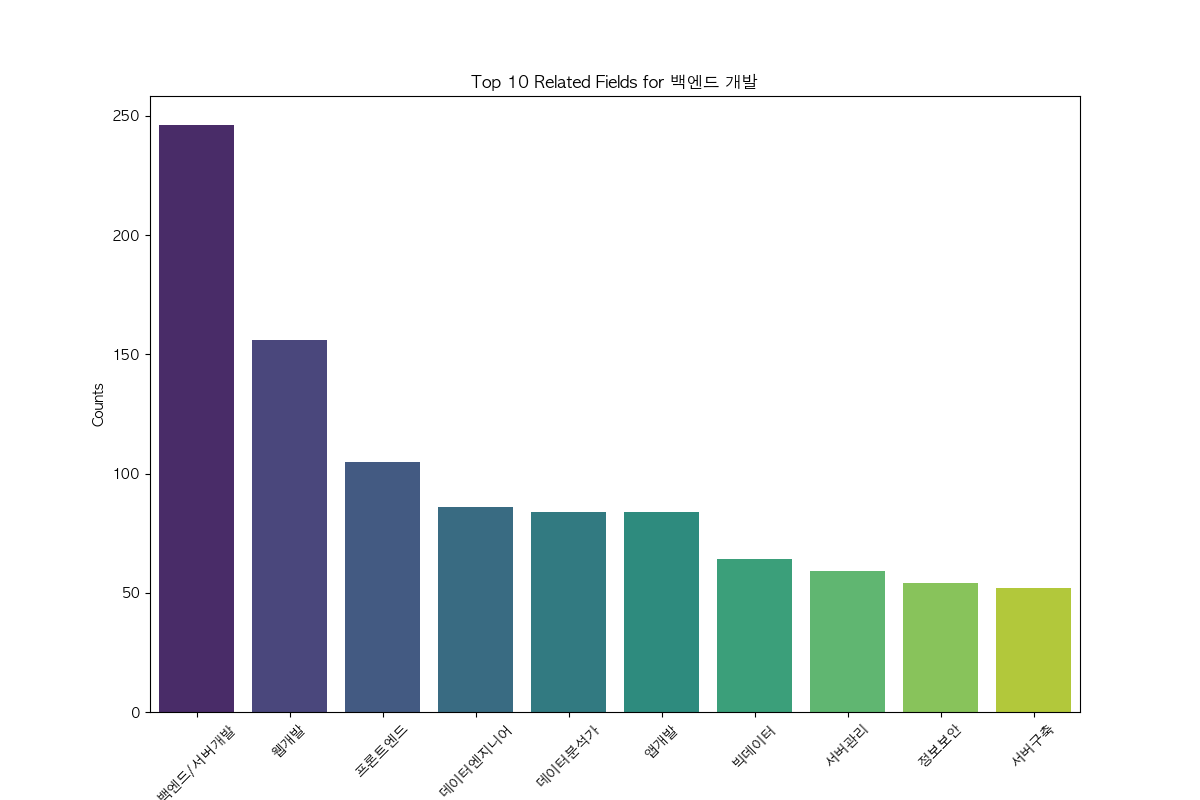 Top 10 Related Fields for 백엔드 개발
Counts
250
200
150
100
50
0
백엔드/서버개발
웹개발
프론트엔드
데이터엔지니어
데이터분석가
앱개발
빅데이터
서버관리
정보보안
서버구축